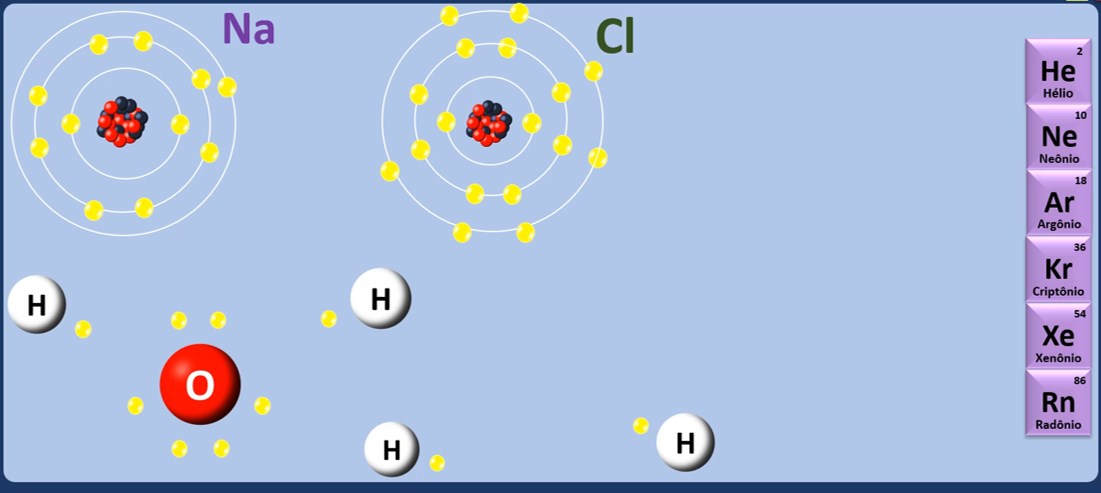 Na
Cl
2
He
Hélio
10
Ne
Neônio
18
Ar
Argônio
36
Kr
Criptônio
54
Xe
Xenônio
86
Rn
Radônio
H
H
O
H
H